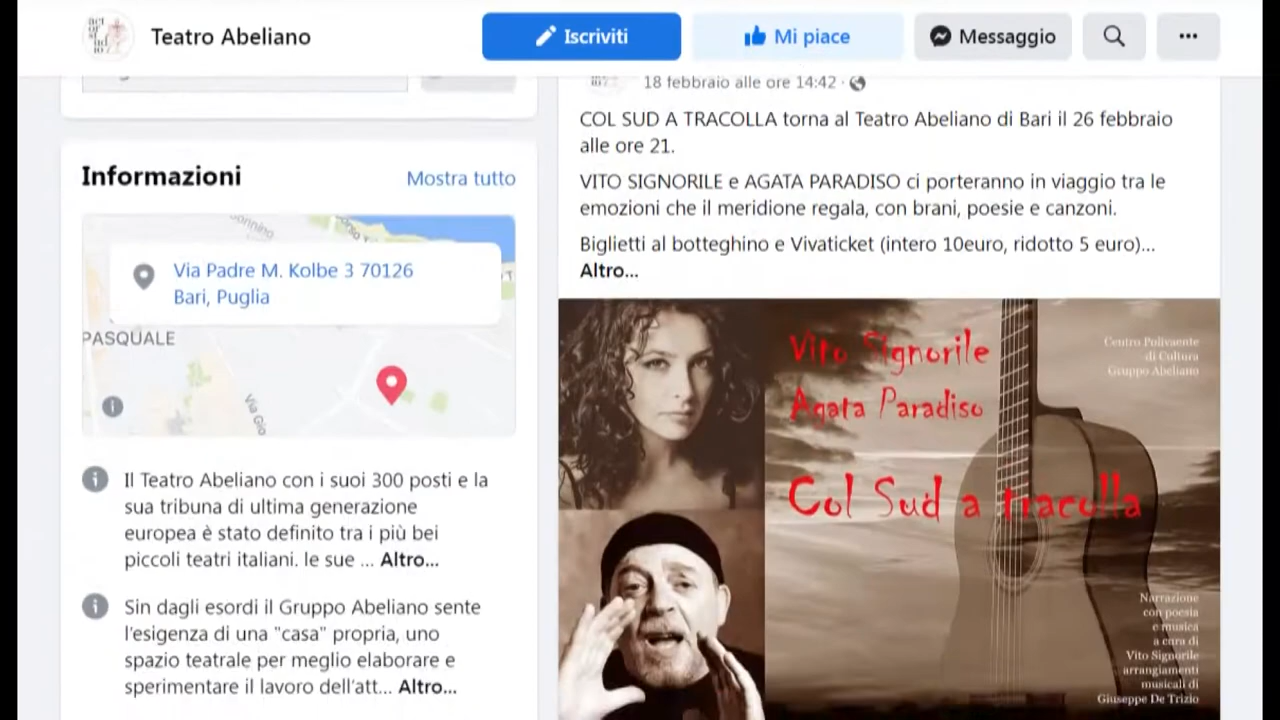 Teatro Abeliano
Iscriviti
Mi piace
Messaggio
Informazioni
Mostra tutto
Via Padre M. Kolbe 3 70126
Bari, Puglia
PASQUALE
Via Gio
Il Teatro Abeliano con i suoi 300 posti e la
sua tribuna di ultima generazione
europea è stato definito tra i più bei
piccoli teatri italiani. le sue ... Altro...
Sin dagli esordi il Gruppo Abeliano sente
l'esigenza di una "casa" propria, uno
spazio teatrale per meglio elaborare e
sperimentare il lavoro dell'att... Altro...
18 febbraio alle ore 14:42 ·
COL SUD A TRACOLLA torna al Teatro Abeliano di Bari il 26 febbraio
alle ore 21.
VITO SIGNORILE e AGATA PARADISO ci porteranno in viaggio tra le
emozioni che il meridione regala, con brani, poesie e canzoni.
Biglietti al botteghino e Vivaticket (intero 10euro, ridotto 5 euro)...
Altro...
Vito Signorile
Agata Paradiso
Col Sud a tracolla
Centro Polivalente
di Cultura
Gruppo Abeliano
Narrazione
con poesia
e musica
a cura di
Vito Signorile
arrangiamenti
musicali di
Giuseppe De Trizio